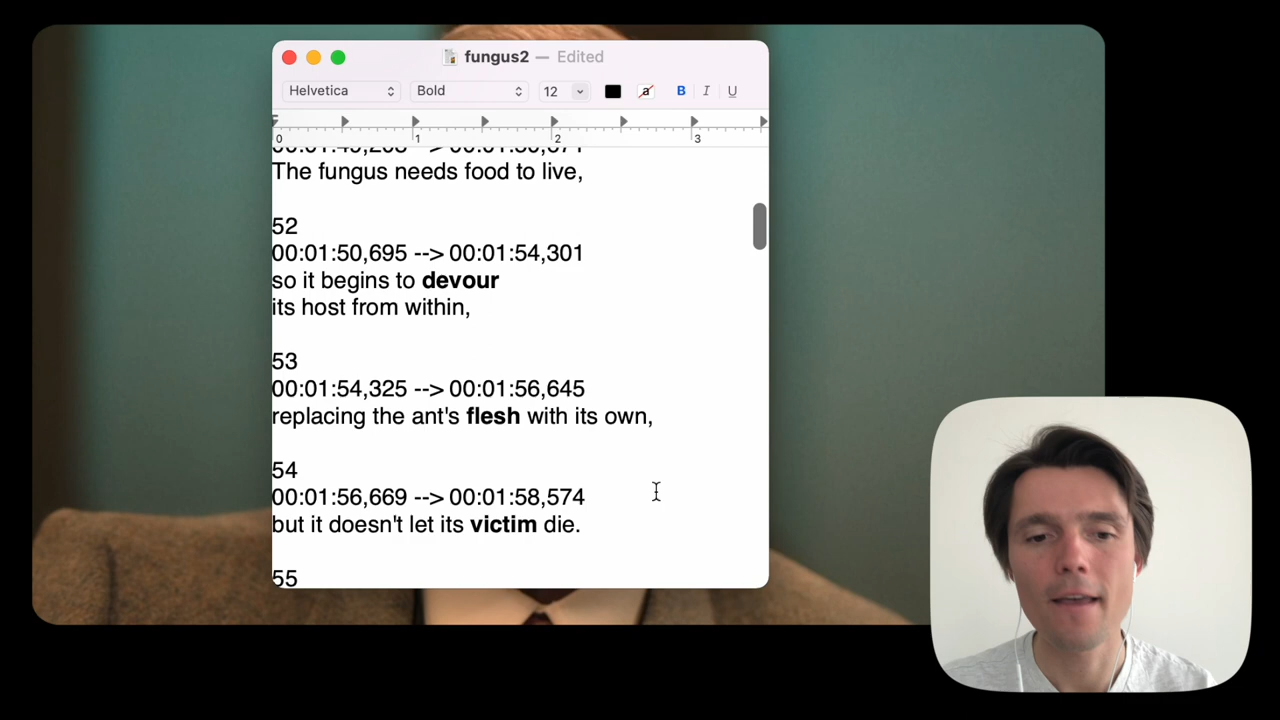 fungus2 — Edited
Helvetica Bold 12 a B I U
0 1 2 3
The fungus needs food to live,
52
00:01:50,695 --> 00:01:54,301
so it begins to devour
its host from within,
53
00:01:54,325 --> 00:01:56,645
replacing the ant's flesh with its own,
54
00:01:56,669 --> 00:01:58,574
but it doesn't let its victim die.
55